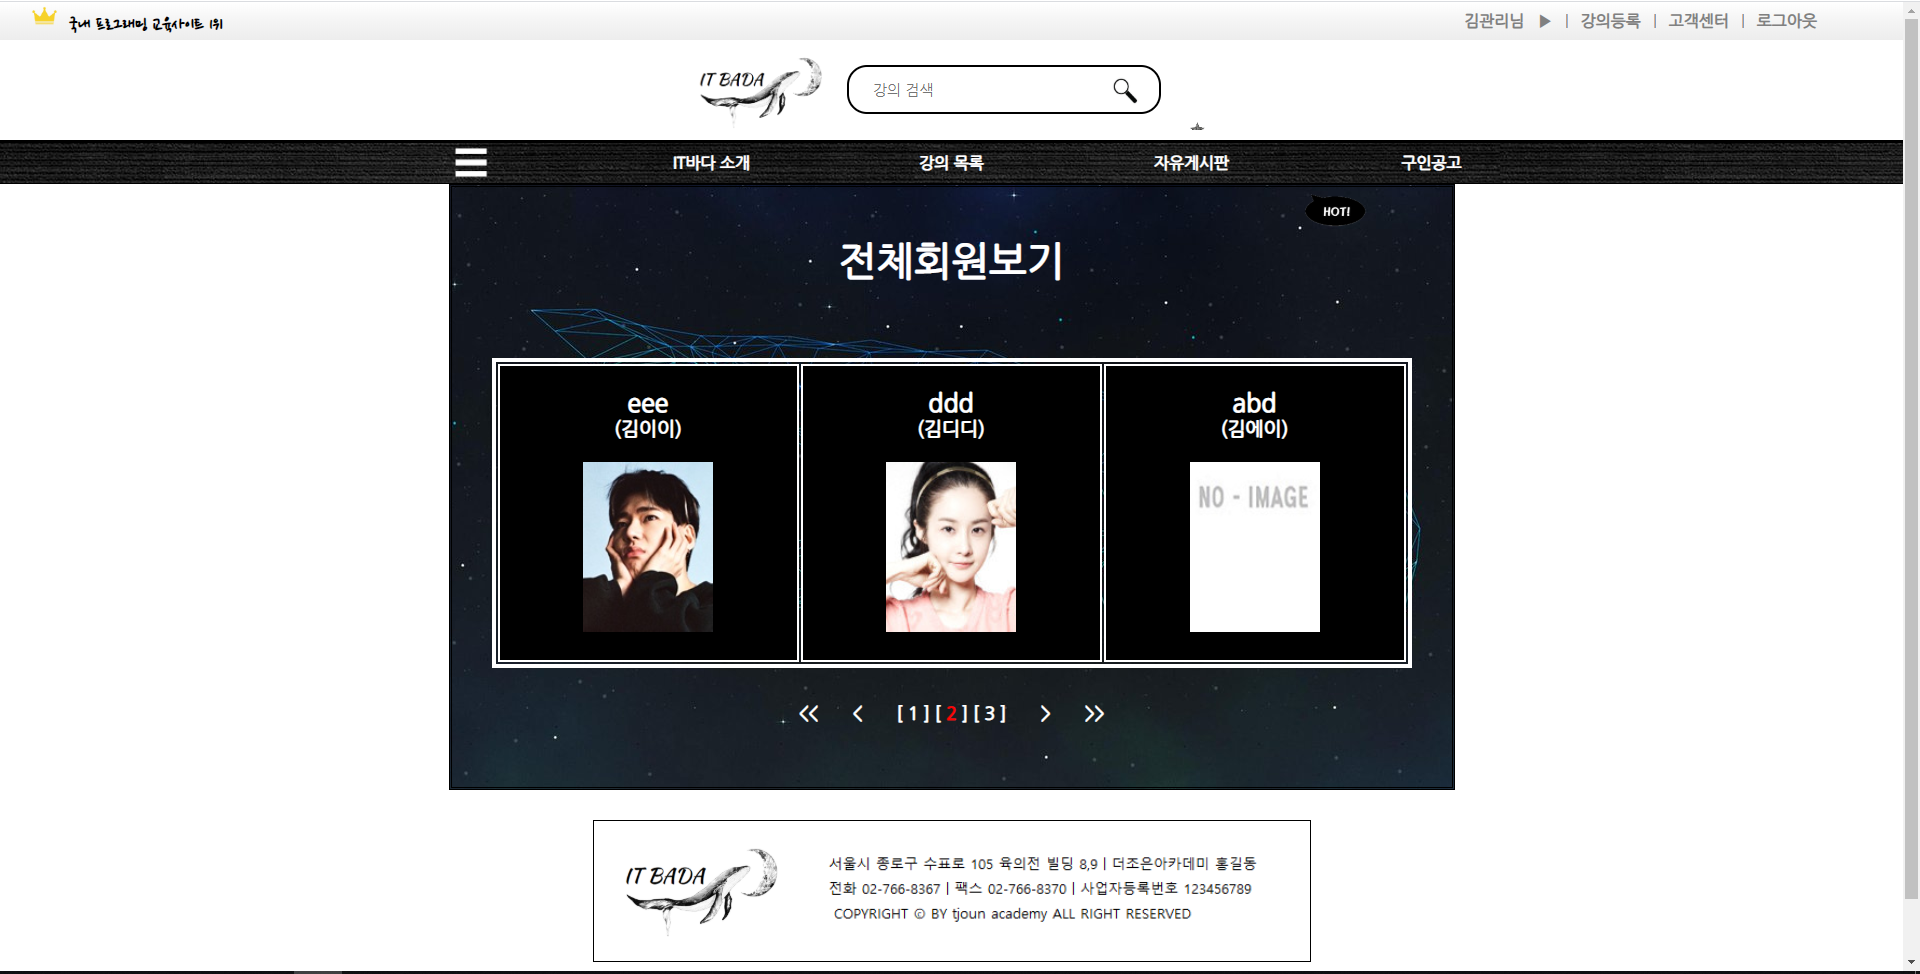 국내 프로그래밍 교육사이트 1위
김관리님 ▶ | 강의등록 | 고객센터 | 로그아웃
IT BADA
강의 검색
IT바다 소개 강의 목록 자유게시판 구인공고
HOT!
전체회원보기
eee
(김이이)
ddd
(김디디)
abd
(김에이)
NO - IMAGE
[ 1 ] [ 2 ] [ 3 ]
IT BADA
서울시 종로구 수표로 105 육의전 빌딩 8,9 | 더조은아카데미 홍길동
전화 02-766-8367 | 팩스 02-766-8370 | 사업자등록번호 123456789
COPYRIGHT © BY tjoun academy ALL RIGHT RESERVED